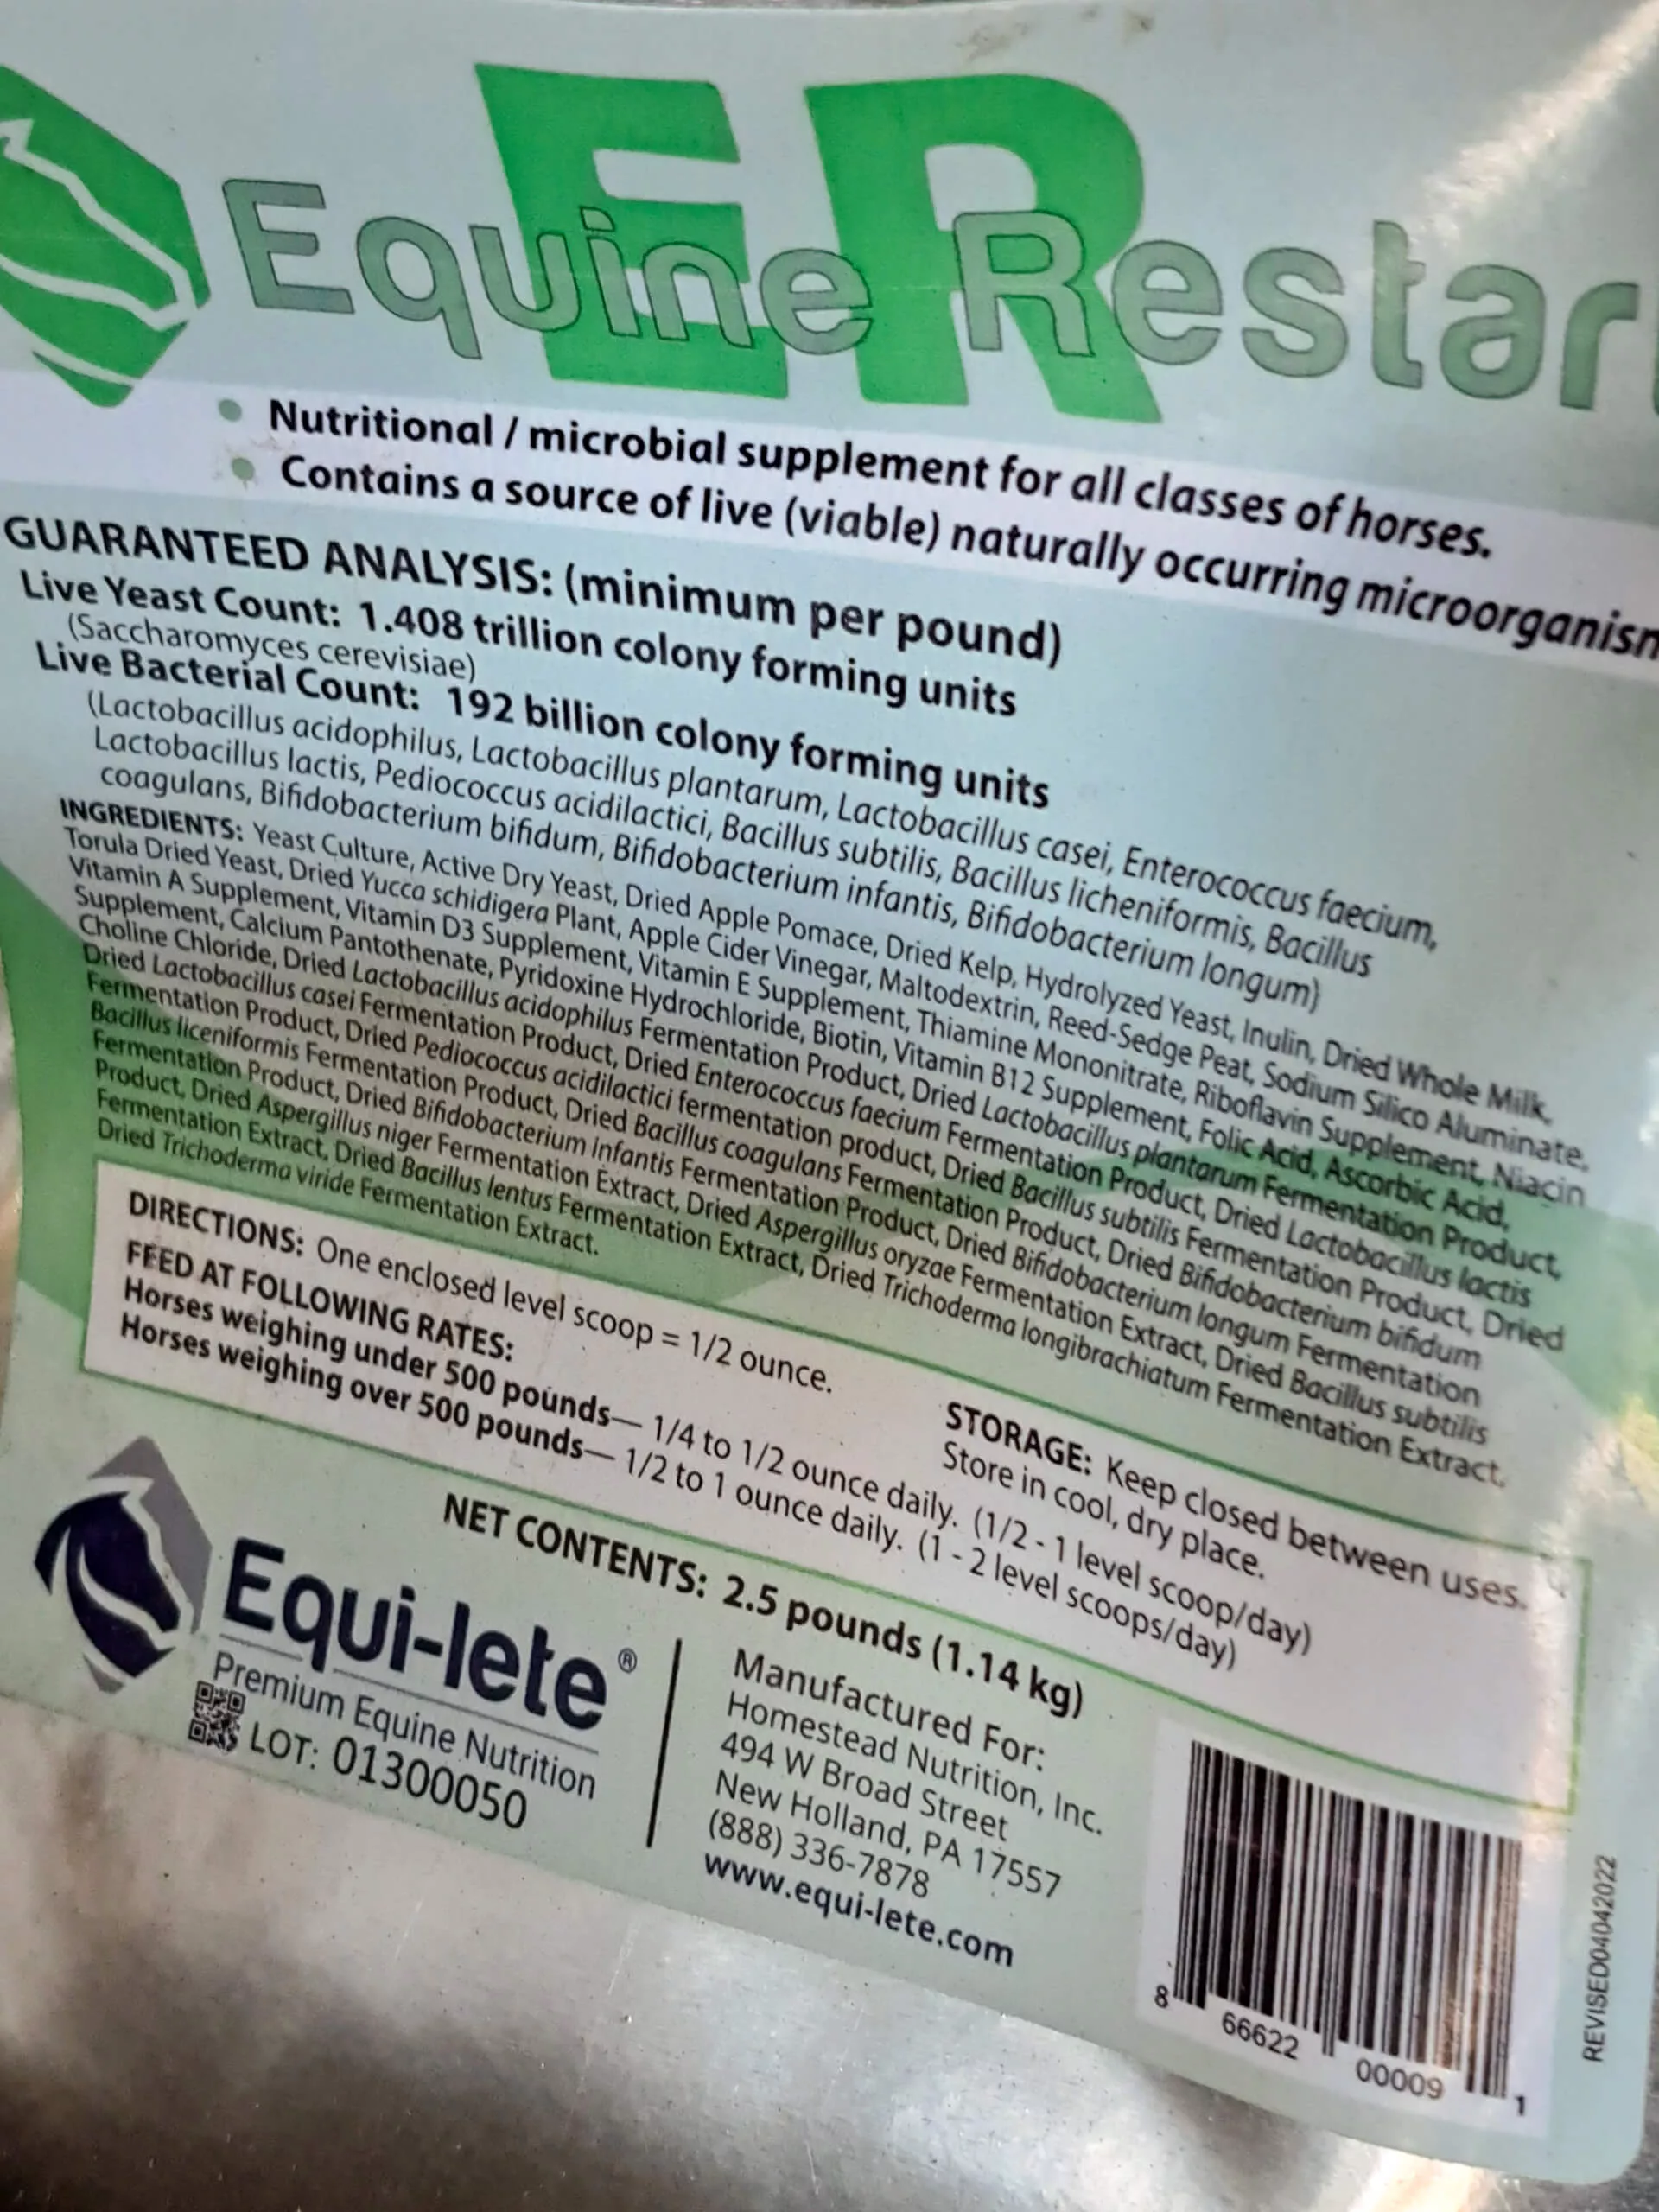 ER
Equine Restar
• Nutritional / microbial supplement for all classes of horses.
• Contains a source of live (viable) naturally occurring microorganism
GUARANTEED ANALYSIS: (minimum per pound)
Live Yeast Count: 1.408 trillion colony forming units
(Saccharomyces cerevisiae)
Live Bacterial Count: 192 billion colony forming units
(Lactobacillus acidophilus, Lactobacillus plantarum, Lactobacillus casei, Enterococcus faecium,
Lactobacillus lactis, Pediococcus acidilactici, Bacillus subtilis, Bacillus licheniformis, Bacillus
coagulans, Bifidobacterium bifidum, Bifidobacterium infantis, Bifidobacterium longum)
INGREDIENTS: Yeast Culture, Active Dry Yeast, Dried Apple Pomace, Dried Kelp, Hydrolyzed Yeast, Inulin, Dried Whole Milk,
Torula Dried Yeast, Dried Yucca schidigera Plant, Apple Cider Vinegar, Maltodextrin, Reed-Sedge Peat, Sodium Silico Aluminate,
Vitamin A Supplement, Vitamin D3 Supplement, Vitamin E Supplement, Thiamine Mononitrate, Riboflavin Supplement, Niacin
Supplement, Calcium Pantothenate, Pyridoxine Hydrochloride, Biotin, Vitamin B12 Supplement, Folic Acid, Ascorbic Acid,
Choline Chloride, Dried Lactobacillus acidophilus Fermentation Product, Dried Lactobacillus plantarum Fermentation Product,
Dried Lactobacillus casei Fermentation Product, Dried Enterococcus faecium Fermentation Product, Dried Lactobacillus lactis
Fermentation Product, Dried Pediococcus acidilactici fermentation product, Dried Bacillus subtilis Fermentation Product, Dried
Bacillus liceniformis Fermentation Product, Dried Bacillus coagulans Fermentation Product, Dried Bifidobacterium bifidum
Fermentation Product, Dried Bifidobacterium infantis Fermentation Product, Dried Bifidobacterium longum Fermentation
Product, Dried Aspergillus niger Fermentation Extract, Dried Aspergillus oryzae Fermentation Extract, Dried Bacillus subtilis
Fermentation Extract, Dried Bacillus lentus Fermentation Extract, Dried Trichoderma longibrachiatum Fermentation Extract,
Dried Trichoderma viride Fermentation Extract.
DIRECTIONS: One enclosed level scoop = 1/2 ounce.
FEED AT FOLLOWING RATES:
Horses weighing under 500 pounds— 1/4 to 1/2 ounce daily. (1/2 - 1 level scoop/day)
Horses weighing over 500 pounds— 1/2 to 1 ounce daily. (1 - 2 level scoops/day)
STORAGE: Keep closed between uses.
Store in cool, dry place.
NET CONTENTS: 2.5 pounds (1.14 kg)
Equi-lete®
Premium Equine Nutrition
LOT: 01300050
Manufactured For:
Homestead Nutrition, Inc.
494 W Broad Street
New Holland, PA 17557
(888) 336-7878
www.equi-lete.com
8 66622 00009 1
REVISED04042022